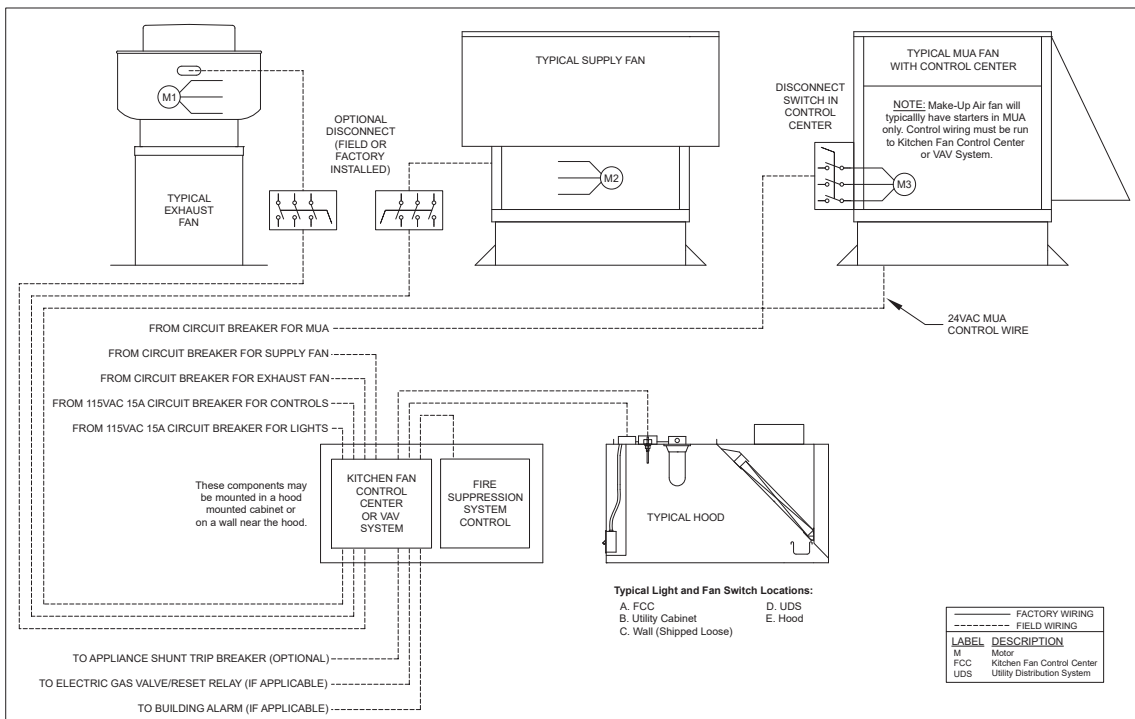 M1
TYPICAL
EXHAUST
FAN
OPTIONAL
DISCONNECT
(FIELD OR
FACTORY
INSTALLED)
TYPICAL SUPPLY FAN
M2
DISCONNECT
SWITCH IN
CONTROL
CENTER
TYPICAL MUA FAN
WITH CONTROL CENTER
NOTE: Make-Up Air fan will
typicallly have starters in MUA
only. Control wiring must be run
to Kitchen Fan Control Center
or VAV System.
M3
24VAC MUA
CONTROL WIRE
FROM CIRCUIT BREAKER FOR MUA
FROM CIRCUIT BREAKER FOR SUPPLY FAN
FROM CIRCUIT BREAKER FOR EXHAUST FAN
FROM 115VAC 15A CIRCUIT BREAKER FOR CONTROLS
FROM 115VAC 15A CIRCUIT BREAKER FOR LIGHTS
These components may
be mounted in a hood
mounted cabinet or
on a wall near the hood.
KITCHEN FAN
CONTROL
CENTER
OR VAV
SYSTEM
FIRE
SUPPRESSION
SYSTEM
CONTROL
TYPICAL HOOD
Typical Light and Fan Switch Locations:
A. FCC
B. Utility Cabinet
C. Wall (Shipped Loose)
D. UDS
E. Hood
TO APPLIANCE SHUNT TRIP BREAKER (OPTIONAL)
TO ELECTRIC GAS VALVE/RESET RELAY (IF APPLICABLE)
TO BUILDING ALARM (IF APPLICABLE)
FACTORY WIRING
FIELD WIRING
LABEL DESCRIPTION
M Motor
FCC Kitchen Fan Control Center
UDS Utility Distribution System